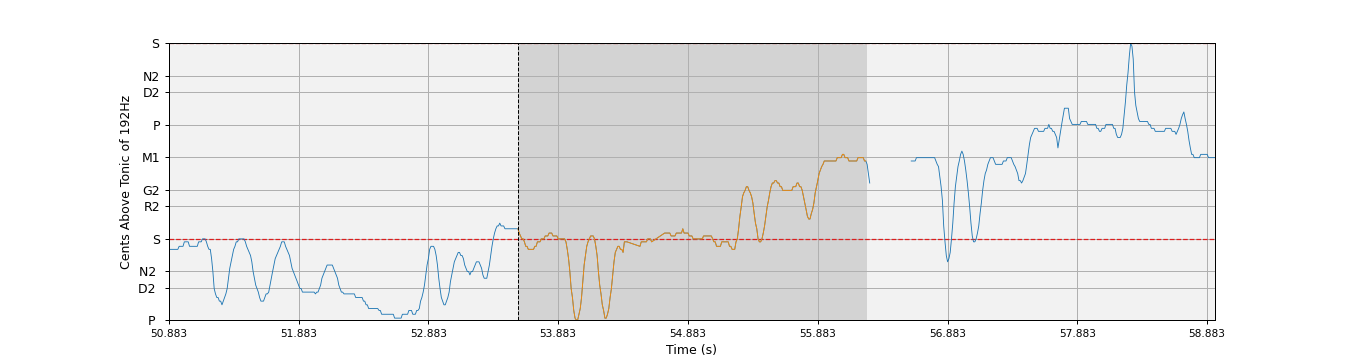 Cents Above Tonic of 192Hz
S
N2
D2
P
M1
G2
R2
S
N2
D2
P
50.883 51.883 52.883 53.883 54.883 55.883 56.883 57.883 58.883
Time (s)